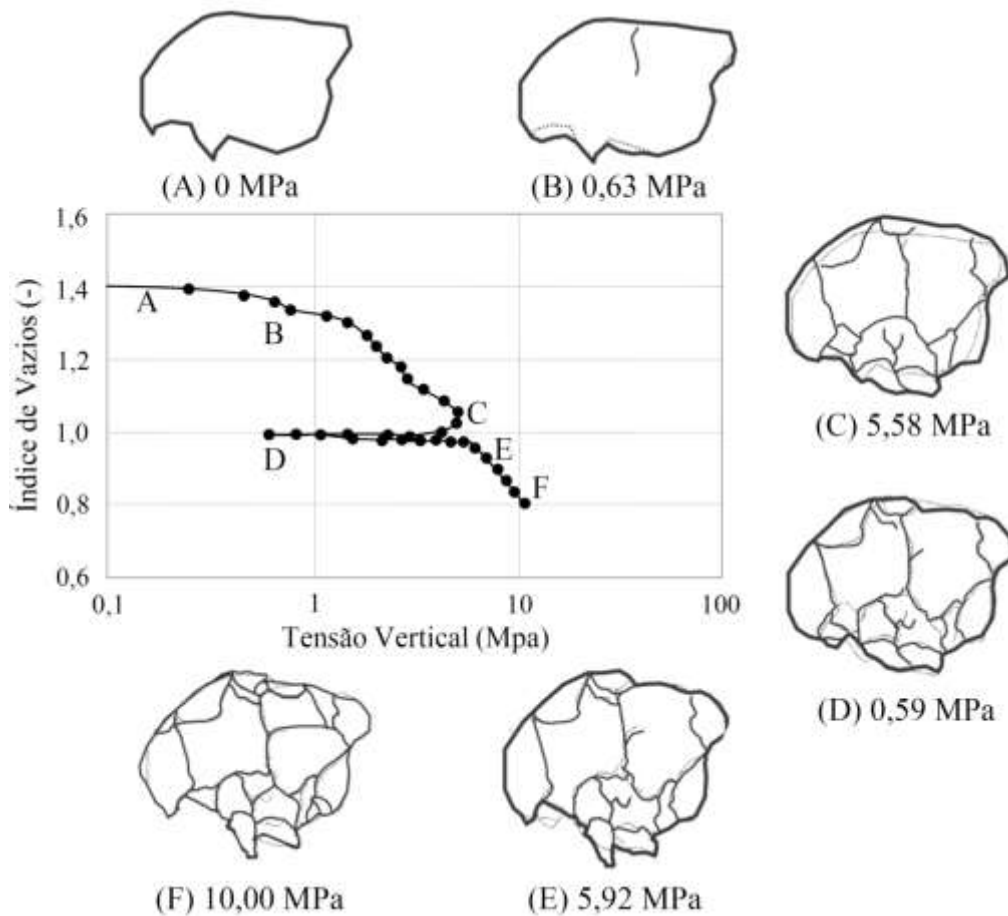 (A) 0 MPa
(B) 0,63 MPa
Índice de Vazios (-)
1,6
1,4
1,2
1,0
0,8
0,6
A
B
C
D
E
F
0,1
1
10
100
Tensão Vertical (Mpa)
(C) 5,58 MPa
(D) 0,59 MPa
(F) 10,00 MPa
(E) 5,92 MPa